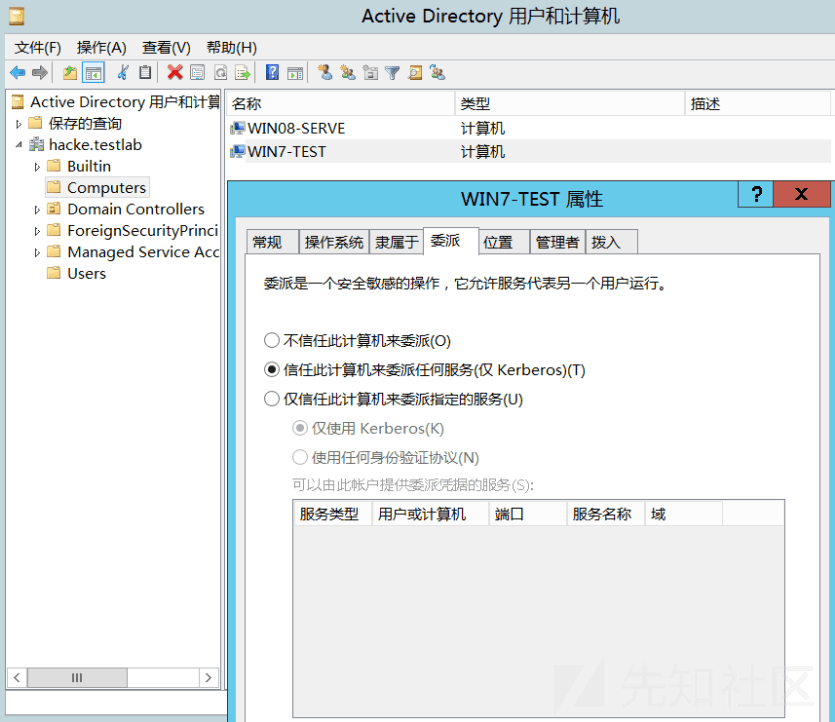 Active Directory 用户和计算机
文件(F) 操作(A) 查看(V) 帮助(H)
Active Directory 用户和计算
保存的查询
hacke.testlab
Builtin
Computers
Domain Controllers
ForeignSecurityPrinci
Managed Service Acc
Users
名称 类型 描述
WIN08-SERVE 计算机
WIN7-TEST 计算机
WIN7-TEST 属性
常规 操作系统 隶属于 委派 位置 管理者 拨入
委派是一个安全敏感的操作，它允许服务代表另一个用户运行。
不信任此计算机来委派(O)
信任此计算机来委派任何服务(仅 Kerberos)(T)
仅信任此计算机来委派指定的服务(U)
仅使用 Kerberos(K)
使用任何身份验证协议(N)
可以由此帐户提供委派凭据的服务(S):
服务类型 用户或计算机 端口 服务名称 域
先知社区